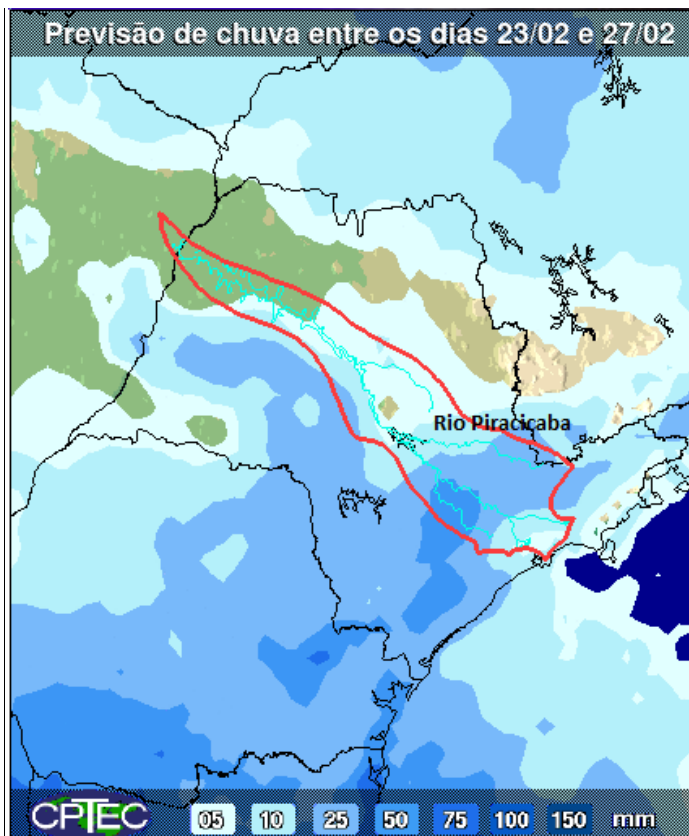 Previsão de chuva entre os dias 23/02 e 27/02
Rio Piracicaba
CPTEC 05 10 25 50 75 100 150 mm